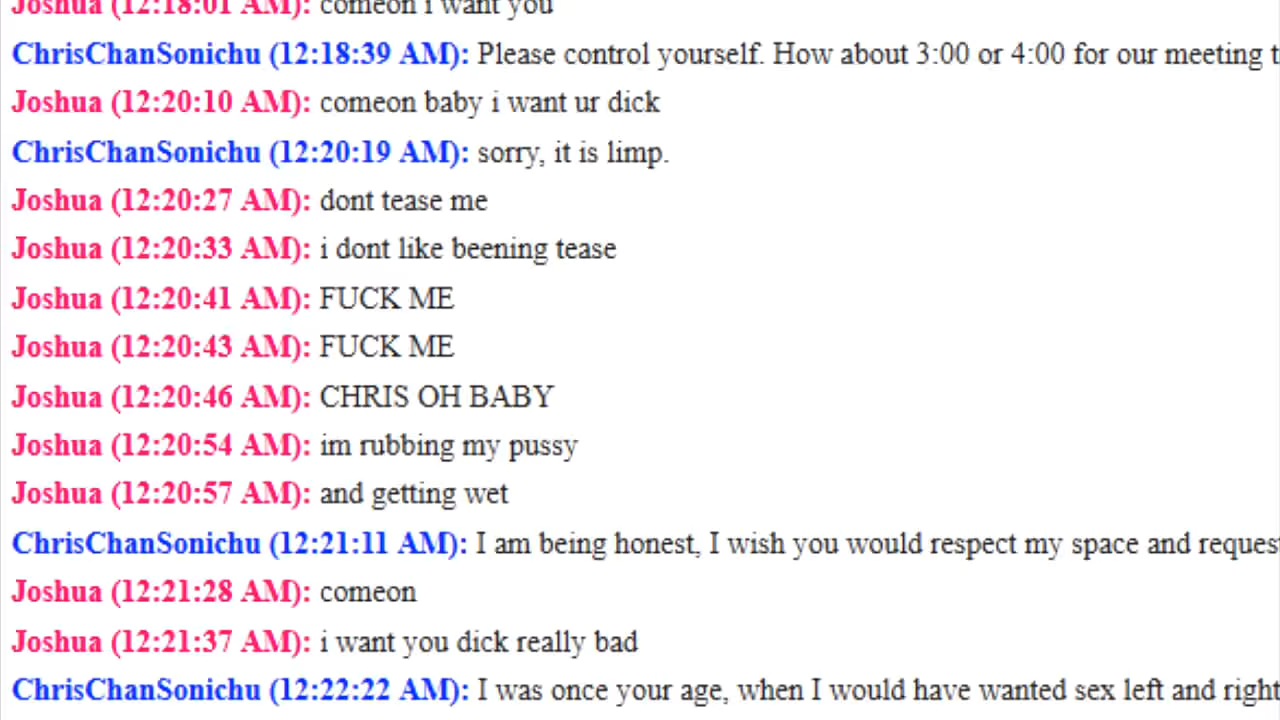 Joshua (12:18:01 AM): comeon i want you
ChrisChanSonichu (12:18:39 AM): Please control yourself. How about 3:00 or 4:00 for our meeting
Joshua (12:20:10 AM): comeon baby i want ur dick
ChrisChanSonichu (12:20:19 AM): sorry, it is limp.
Joshua (12:20:27 AM): dont tease me
Joshua (12:20:33 AM): i dont like beening tease
Joshua (12:20:41 AM): FUCK ME
Joshua (12:20:43 AM): FUCK ME
Joshua (12:20:46 AM): CHRIS OH BABY
Joshua (12:20:54 AM): im rubbing my pussy
Joshua (12:20:57 AM): and getting wet
ChrisChanSonichu (12:21:11 AM): I am being honest, I wish you would respect my space and request
Joshua (12:21:28 AM): comeon
Joshua (12:21:37 AM): i want you dick really bad
ChrisChanSonichu (12:22:22 AM): I was once your age, when I would have wanted sex left and right